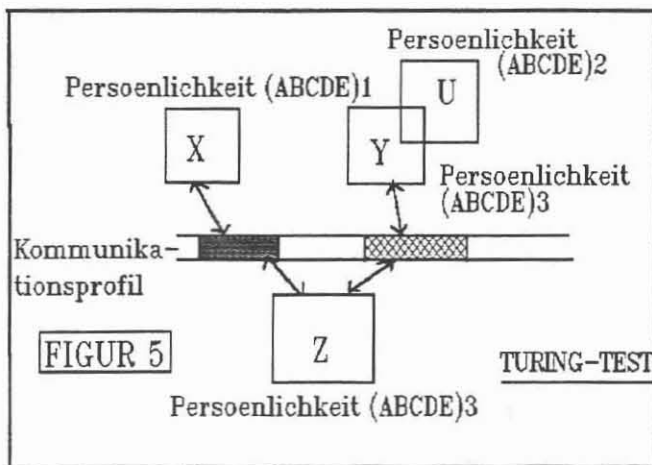 Persoenlichkeit
(ABCDE)2
Persoenlichkeit (ABCDE)1
U
X
Y
Persoenlichkeit
(ABCDE)3
Kommunika-
tionsprofil
Z
FIGUR 5
TURING-TEST
Persoenlichkeit (ABCDE)3